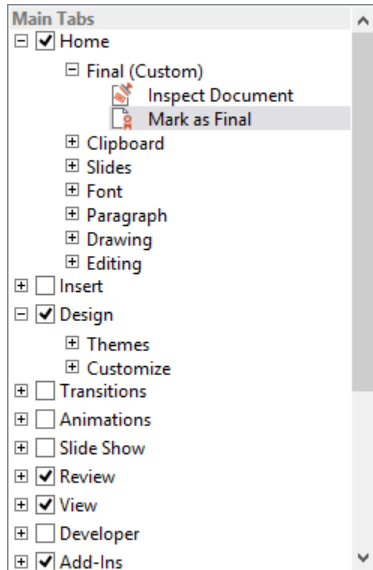 Main Tabs
Home
Final (Custom)
Inspect Document
Mark as Final
Clipboard
Slides
Font
Paragraph
Drawing
Editing
Insert
Design
Themes
Customize
Transitions
Animations
Slide Show
Review
View
Developer
Add-Ins